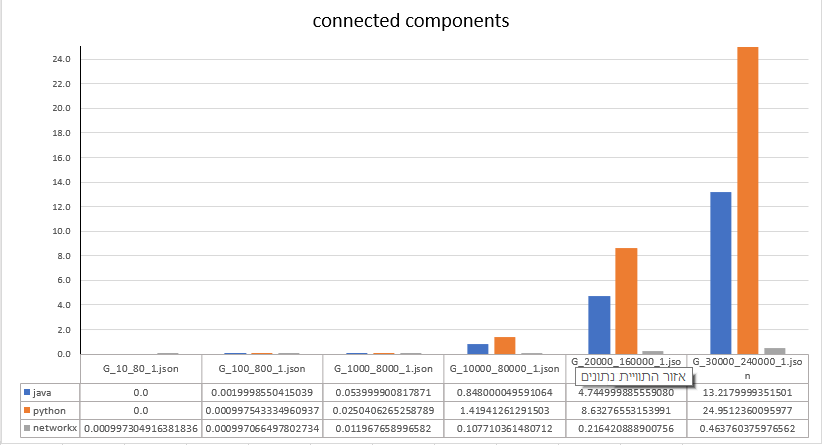 connected components
24.0
22.0
20.0
18.0
16.0
14.0
12.0
10.0
8.0
6.0
4.0
2.0
0.0
G_10_80_1.json G_100_800_1.json G_1000_8000_1.json G_10000_80000_1.json G_20000_160000_1.jso G_30000_240000_1.jso
n
אזור התוויית נתונים
java 0.0 0.0019998550415039 0.053999900817871 0.848000049591064 4.744999885559080 13.2179999351501
python 0.0 0.000997543334960937 0.0250406265258789 1.41941261291503 8.63276553153991 24.9512360095977
networkx 0.000997304916381836 0.000997066497802734 0.011967658996582 0.107710361480712 0.216420888900756 0.463760375976562